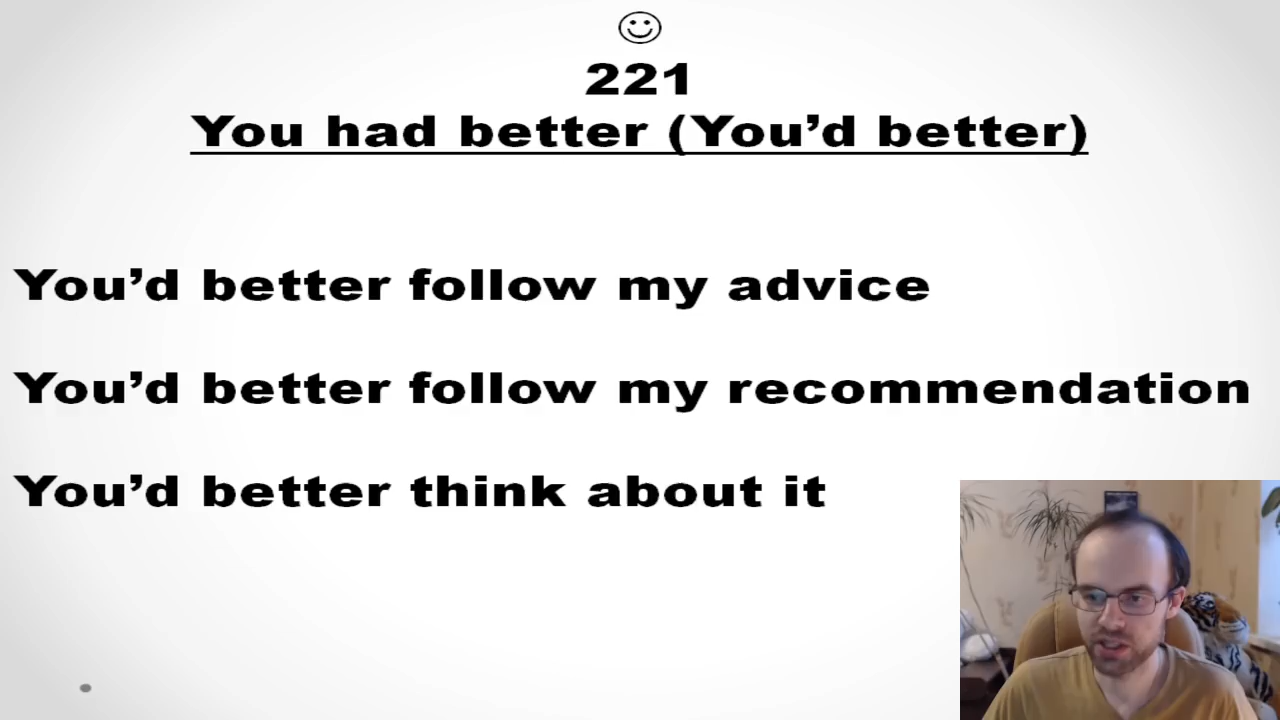 221
You had better (You’d better)
You’d better follow my advice
You’d better follow my recommendation
You’d better think about it